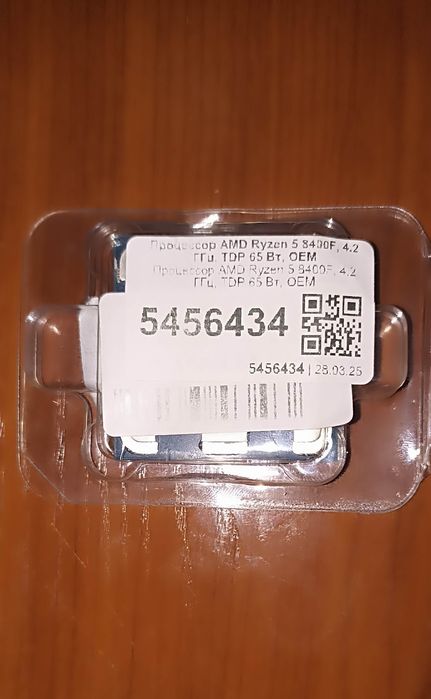 Процессор AMD Ryzen 5 8400F, 4.2
ГГц, TDP 65 Вт, OEM
Процессор AMD Ryzen 5 8400F, 4.2
ГГц, TDP 65 Вт, OEM
5456434
5456434 | 28.03.25